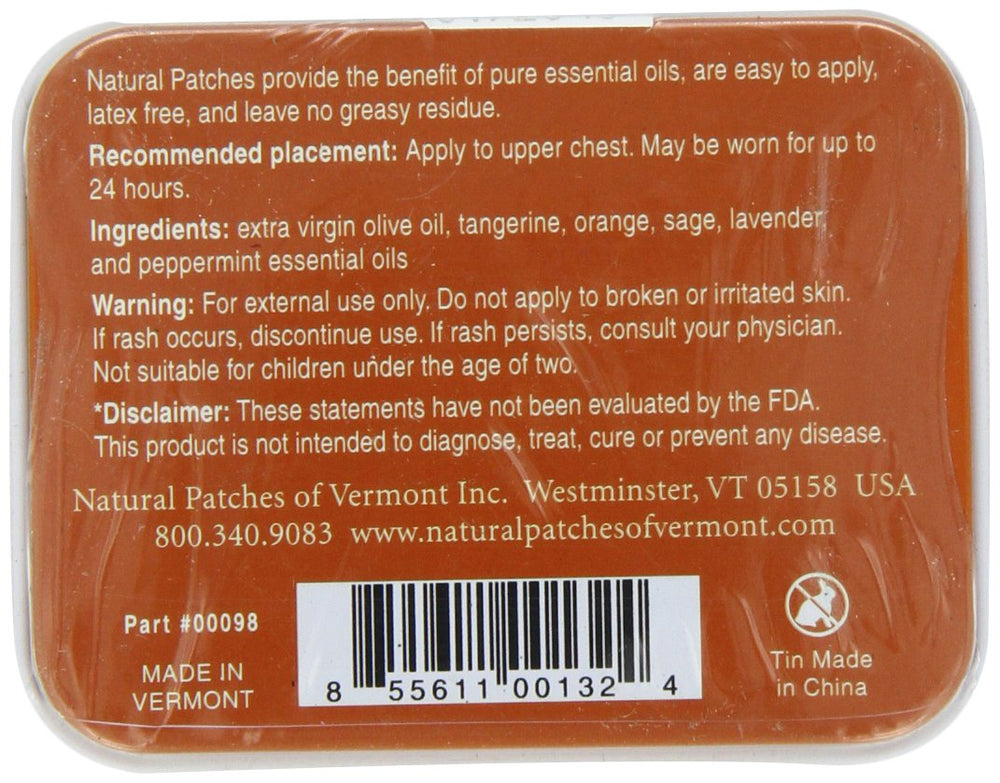 Natural Patches provide the benefit of pure essential oils, are easy to apply,
latex free, and leave no greasy residue.
Recommended placement: Apply to upper chest. May be worn for up to
24 hours.
Ingredients: extra virgin olive oil, tangerine, orange, sage, lavender
and peppermint essential oils
Warning: For external use only. Do not apply to broken or irritated skin.
If rash occurs, discontinue use. If rash persists, consult your physician.
Not suitable for children under the age of two.
*Disclaimer: These statements have not been evaluated by the FDA.
This product is not intended to diagnose, treat, cure or prevent any disease.
Natural Patches of Vermont Inc. Westminster, VT 05158 USA
800.340.9083 www.naturalpatchesofvermont.com
Part #00098
MADE IN
VERMONT
8 55611 00132 4
Tin Made
in China